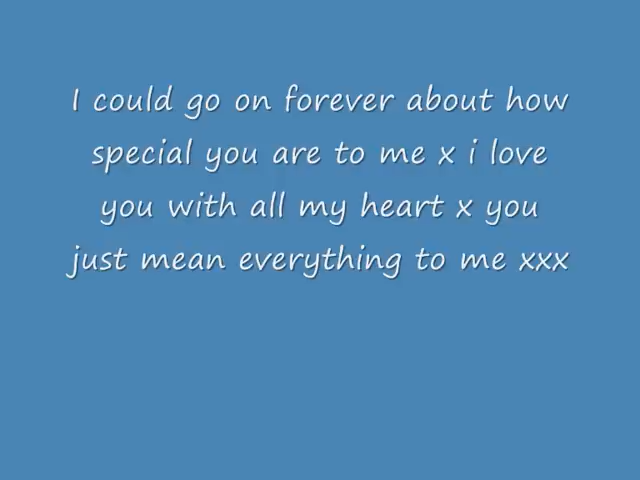 I could go on forever about how
special you are to me x i love
you with all my heart x you
just mean everything to me xxx